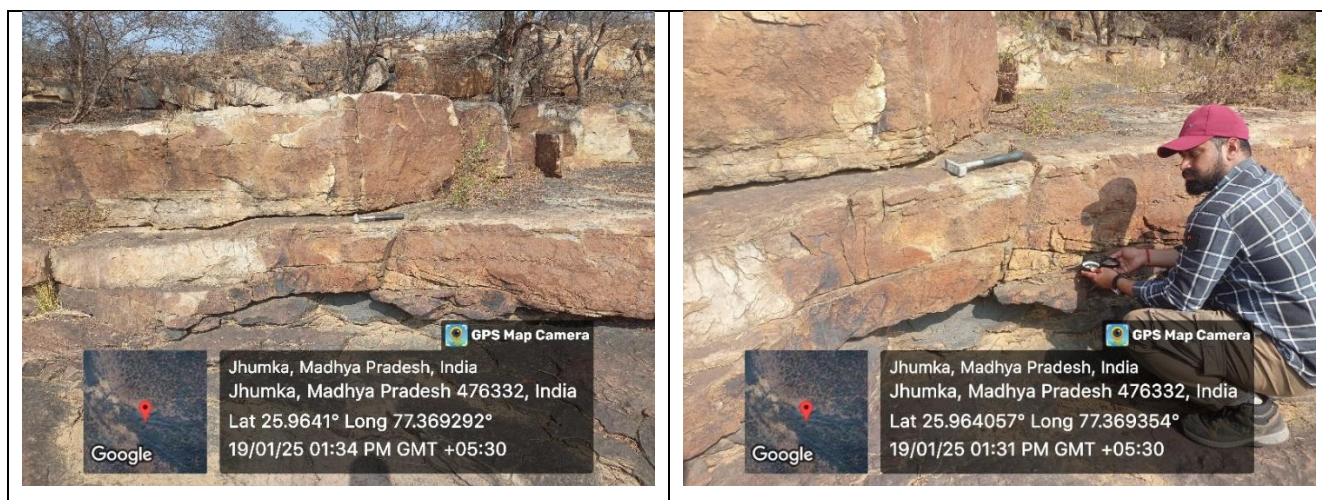 GPS Map Camera
Jhumka, Madhya Pradesh, India
Jhumka, Madhya Pradesh 476332, India
Lat 25.9641° Long 77.369292°
19/01/25 01:34 PM GMT +05:30
Google
GPS Map Camera
Jhumka, Madhya Pradesh, India
Jhumka, Madhya Pradesh 476332, India
Lat 25.964057° Long 77.369354°
19/01/25 01:31 PM GMT +05:30
Google